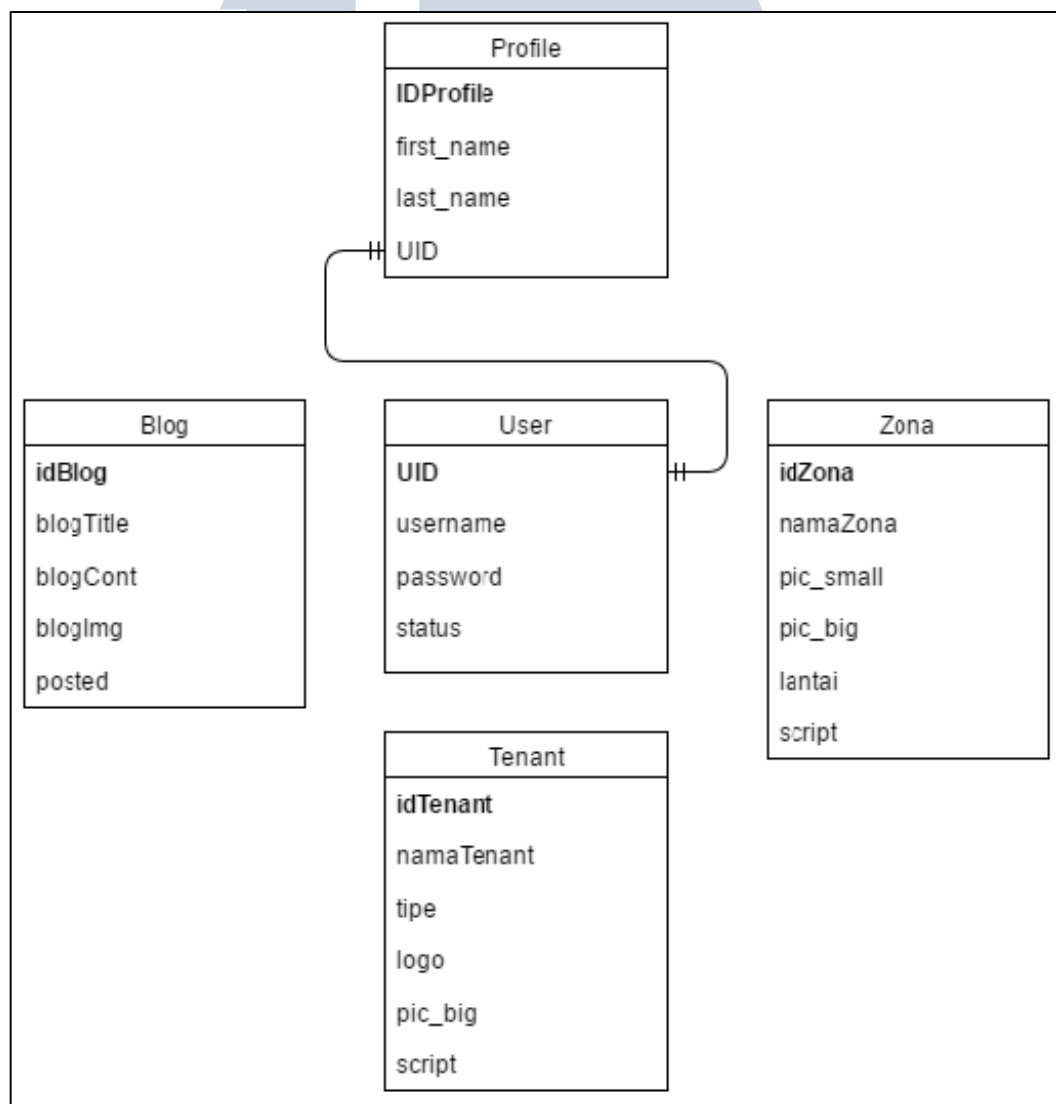 Profile
IDProfile
first_name
last_name
UID
Blog
idBlog
blogTitle
blogCont
blogImg
posted
User
UID
username
password
status
Zona
idZona
namaZona
pic_small
pic_big
lantai
script
Tenant
idTenant
namaTenant
tipe
logo
pic_big
script